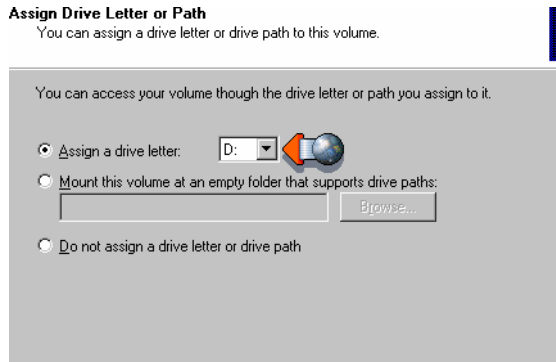 Assign Drive Letter or Path
You can assign a drive letter or drive path to this volume.
You can access your volume though the drive letter or path you assign to it.
Assign a drive letter: D:
Mount this volume at an empty folder that supports drive paths:
Browse...
Do not assign a drive letter or drive path